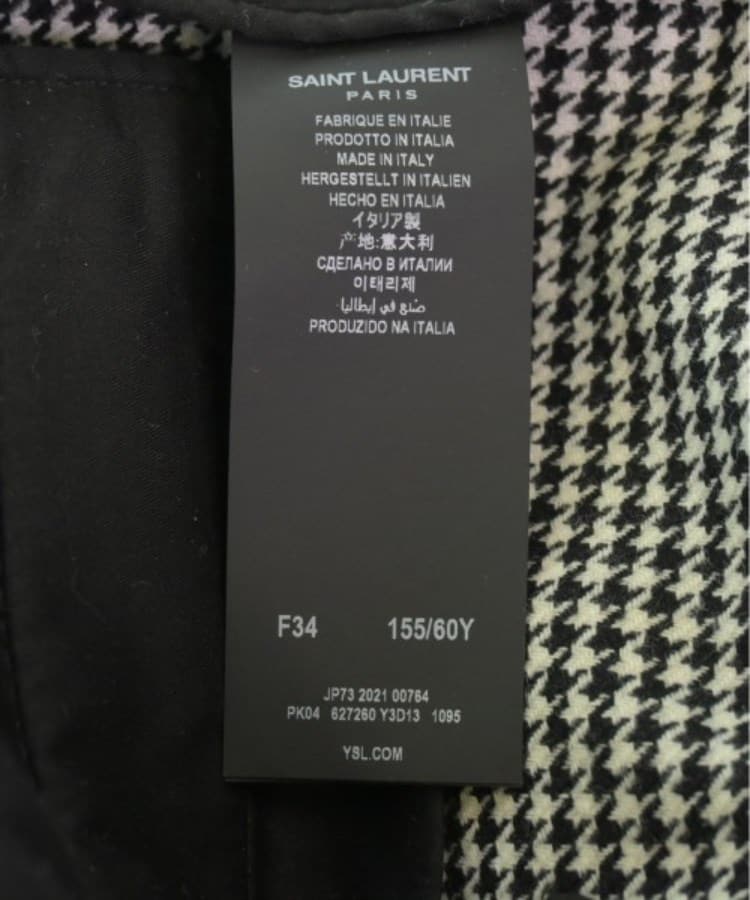 SAINT LAURENT
PARIS
FABRIQUE EN ITALIE
PRODOTTO IN ITALIA
MADE IN ITALY
HERGESTELLT IN ITALIEN
HECHO EN ITALIA
イタリア製
产地:意大利
СДЕЛАНО В ИТАЛИИ
이태리제
صنع في إيطاليا
PRODUZIDO NA ITALIA
F34 155/60Y
JP73 2021 00764
PK04 627260 Y3D13 1095
YSL.COM